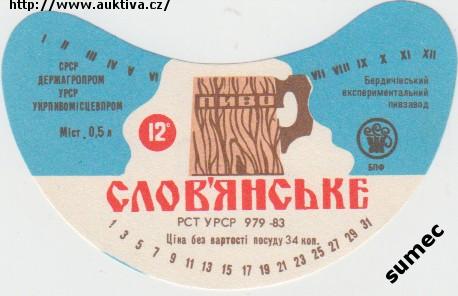 http://www.auktiva.cz/
I II III IV V VI VII VIII IX X XI XII
СРСР
ДЕРЖАГРОПРОМ
УРСР
УКРПИВОМІСЦЕВПРОМ
Міст. 0,5 л
12°
ПИВО
Бердичівський
експериментальний
пивзавод
БПФ
СЛОВ'ЯНСЬКЕ
РСТ УРСР 979-83
Ціна без вартості посуду 34 коп.
1 3 5 7 9 11 13 15 17 19 21 23 25 27 29 31
sumec